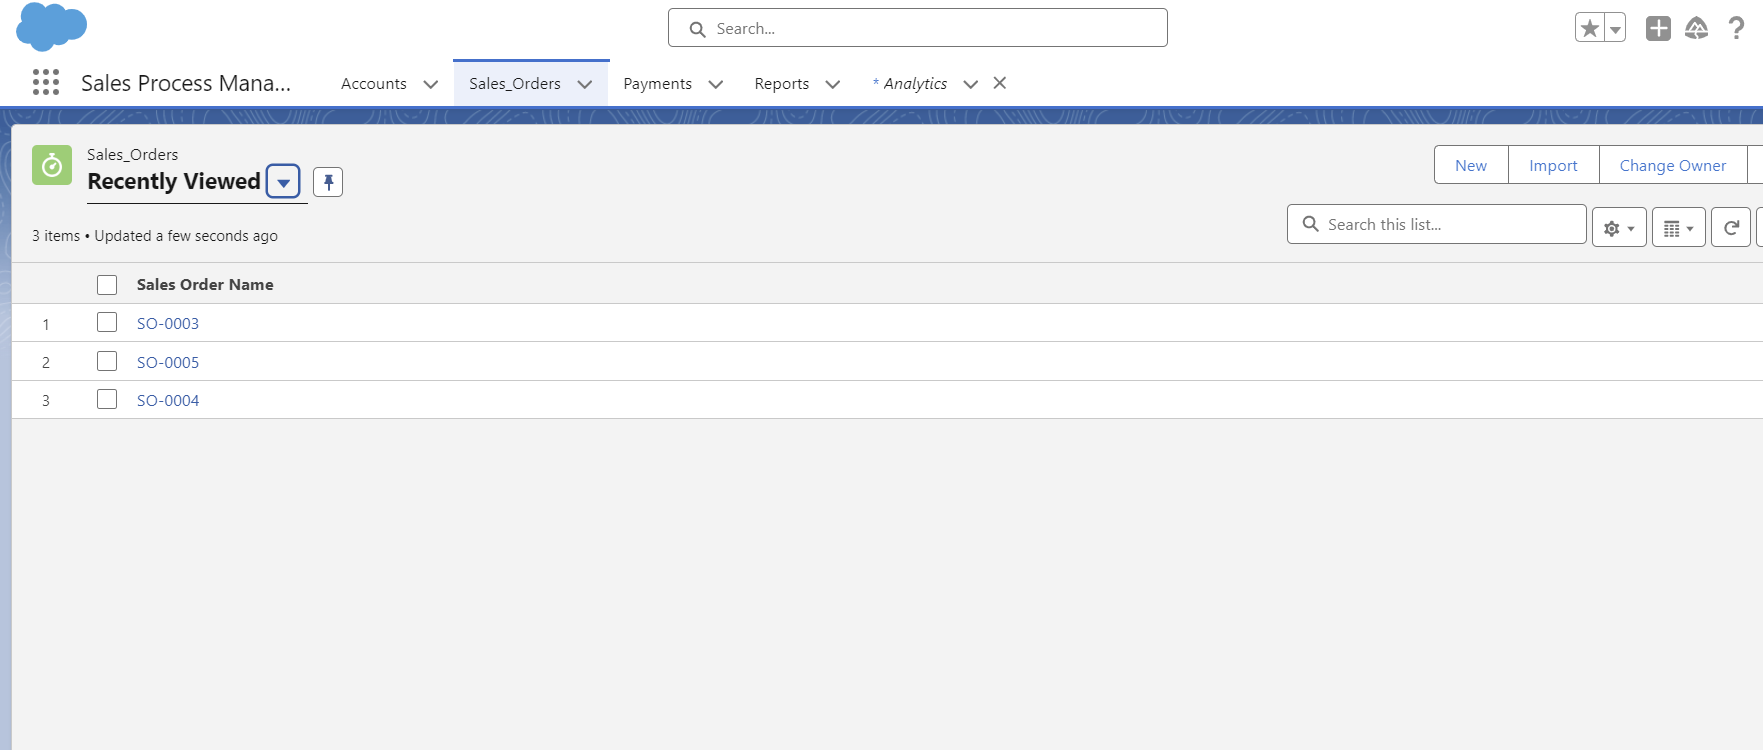 Search...
Sales Process Mana...
Accounts
Sales_Orders
Payments
Reports
* Analytics
Sales_Orders
Recently Viewed
New
Import
Change Owner
3 items • Updated a few seconds ago
Search this list...
Sales Order Name
1 SO-0003
2 SO-0005
3 SO-0004